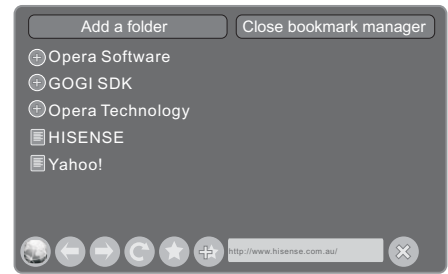 Add a folder Close bookmark manager
Opera Software
GOGI SDK
Opera Technology
HISENSE
Yahoo!
http://www.hisense.com.au/